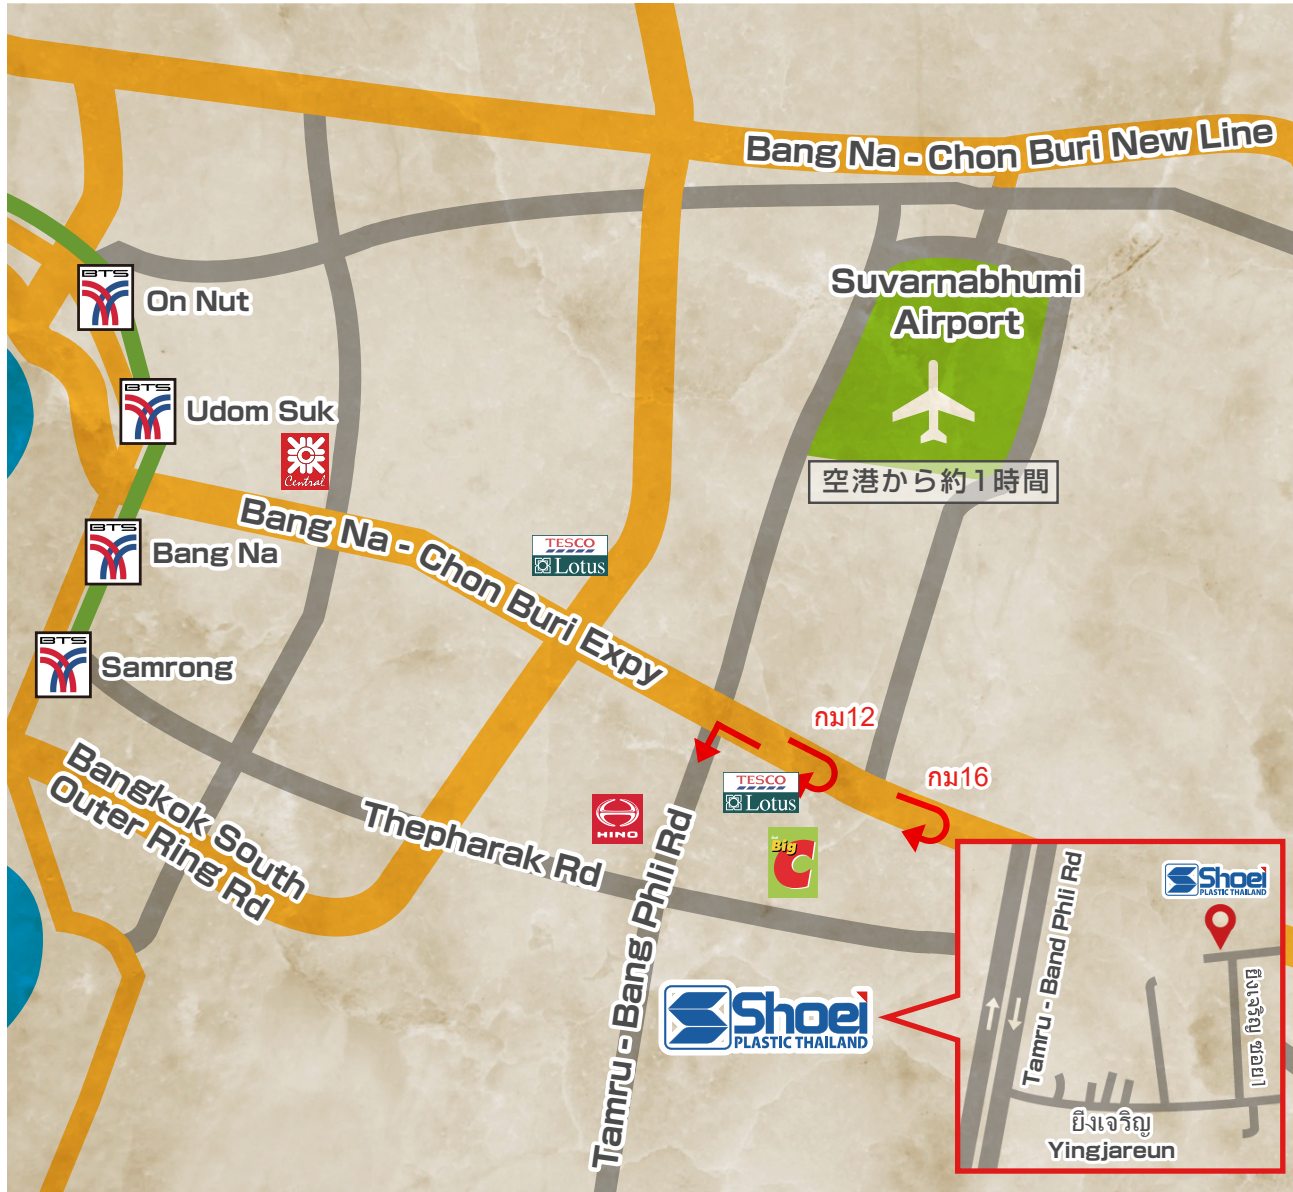 Bang Na - Chon Buri New Line
BTS
On Nut
Suvarnabhumi
Airport
BTS
Udom Suk
Central
空港から約1時間
Bang Na - Chon Buri Expy
BTS
Bang Na
TESCO
Lotus
BTS
Samrong
กม12
กม16
TESCO
Lotus
HINO
Big
C
Bangkok South
Outer Ring Rd
Thepharak Rd
Tamru - Bang Phli Rd
Shoei
PLASTIC THAILAND
Tamru - Band Phli Rd
Shoei
PLASTIC THAILAND
ยิ่งเจริญ ซอย1
ยิ่งเจริญ
Yingjareun